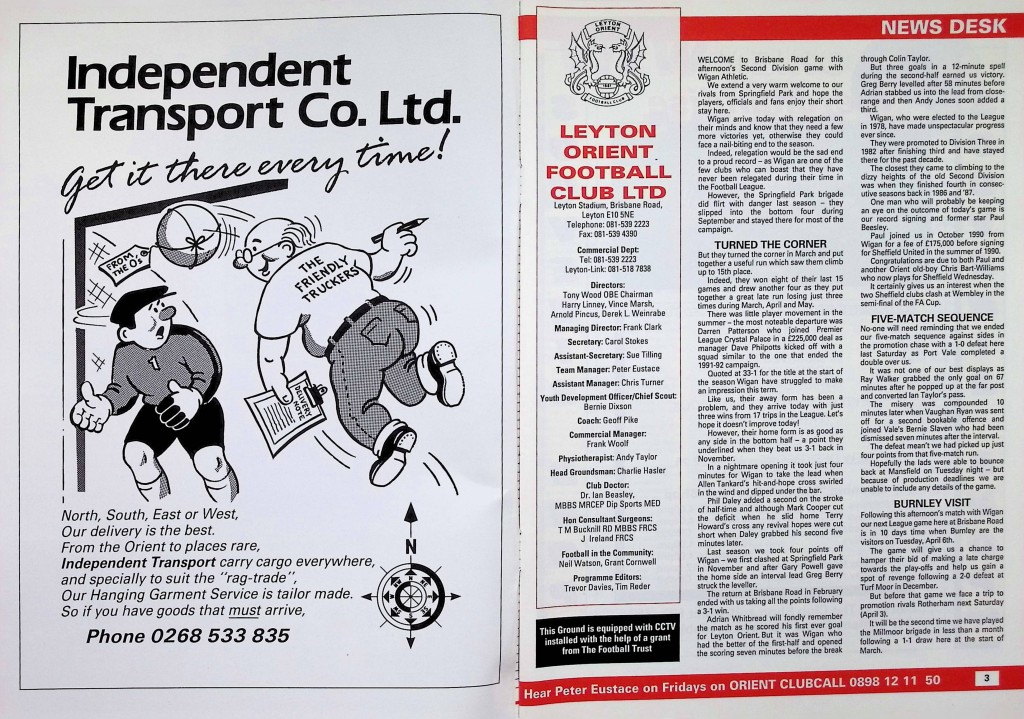 Independent
Transport Co. Ltd.
Get it there every time!
FROM
THE O's
THE
FRIENDLY
TRUCKERS
1
DELIVERY
NOTE
North, South, East or West,
Our delivery is the best.
From the Orient to places rare,
Independent Transport carry cargo everywhere,
and specially to suit the "rag-trade",
Our Hanging Garment Service is tailor made.
So if you have goods that must arrive,
Phone 0268 533 835
N
NEWS DESK
LEYTON
ORIENT
FOOTBALL CLUB
LEYTON
ORIENT
FOOTBALL
CLUB LTD
Leyton Stadium, Brisbane Road,
Leyton E10 5NE
Telephone: 081-539 2223
Fax: 081-539 4390
Commercial Dept:
Tel: 081-539 2223
Leyton-Link: 081-518 7838
Directors:
Tony Wood OBE Chairman
Harry Linney, Vince Marsh,
Arnold Pincus, Derek L. Weinrabe
Managing Director: Frank Clark
Secretary: Carol Stokes
Assistant-Secretary: Sue Tilling
Team Manager: Peter Eustace
Assistant Manager: Chris Turner
Youth Development Officer/Chief Scout:
Bernie Dixson
Coach: Geoff Pike
Commercial Manager:
Frank Woolf
Physiotherapist: Andy Taylor
Head Groundsman: Charlie Hasler
Club Doctor:
Dr. Ian Beasley,
MBBS MRCEP Dip Sports MED
Hon Consultant Surgeons:
T M Bucknill RD MBBS FRCS
J Ireland FRCS
Football in the Community:
Neil Watson, Grant Cornwell
Programme Editors:
Trevor Davies, Tim Reder
This Ground is equipped with CCTV
installed with the help of a grant
from The Football Trust
WELCOME to Brisbane Road for this
afternoon's Second Division game with
Wigan Athletic.
We extend a very warm welcome to our
rivals from Springfield Park and hope the
players, officials and fans enjoy their short
stay here.
Wigan arrive today with relegation on
their minds and know that they need a few
more victories yet, otherwise they could
face a nail-biting end to the season.
Indeed, relegation would be the sad end
to a proud record – as Wigan are one of the
few clubs who can boast that they have
never been relegated during their time in
the Football League.
However, the Springfield Park brigade
did flirt with danger last season – they
slipped into the bottom four during
September and stayed there for most of the
campaign.
TURNED THE CORNER
But they turned the corner in March and put
together a useful run which saw them climb
up to 15th place.
Indeed, they won eight of their last 15
games and drew another four as they put
together a great late run losing just three
times during March, April and May.
There was little player movement in the
summer – the most noteable departure was
Darren Patterson who joined Premier
League Crystal Palace in a £225,000 deal as
manager Dave Philpotts kicked off with a
squad similar to the one that ended the
1991-92 campaign.
Quoted at 33-1 for the title at the start of
the season Wigan have struggled to make
an impression this term.
Like us, their away form has been a
problem, and they arrive today with just
three wins from 17 trips in the League. Let's
hope it doesn't improve today!
However, their home form is as good as
any side in the bottom half – a point they
underlined when they beat us 3-1 back in
November.
In a nightmare opening it took just four
minutes for Wigan to take the lead when
Allen Tankard's hit-and-hope cross swirled
in the wind and dipped under the bar.
Phil Daley added a second on the stroke
of half-time and although Mark Cooper cut
the deficit when he slid home Terry
Howard's cross any revival hopes were cut
short when Daley grabbed his second five
minutes later.
Last season we took four points off
Wigan – we first clashed at Springfield Park
in November and after Gary Powell gave
the home side an interval lead Greg Berry
struck the leveller.
The return at Brisbane Road in February
ended with us taking all the points following
a 3-1 win.
Adrian Whitbread will fondly remember
the match as he scored his first ever goal
for Leyton Orient. But it was Wigan who
had the better of the first-half and opened
the scoring seven minutes before the break
through Colin Taylor.
But three goals in a 12-minute spell
during the second-half earned us victory.
Greg Berry levelled after 58 minutes before
Adrian stabbed us into the lead from close-
range and then Andy Jones soon added a
third.
Wigan, who were elected to the League
in 1978, have made unspectacular progress
ever since.
They were promoted to Division Three in
1982 after finishing third and have stayed
there for the past decade.
The closest they came to climbing to the
dizzy heights of the old Second Division
was when they finished fourth in consec-
utive seasons back in 1986 and '87.
One man who will probably be keeping
an eye on the outcome of today's game is
our record signing and former star Paul
Beesley.
Paul joined us in October 1990 from
Wigan for a fee of £175,000 before signing
for Sheffield United in the summer of 1990.
Congratulations are due to both Paul and
another Orient old-boy Chris Bart-Williams
who now plays for Sheffield Wednesday.
It certainly gives us an interest when the
two Sheffield clubs clash at Wembley in the
semi-final of the FA Cup.
FIVE-MATCH SEQUENCE
No-one will need reminding that we ended
our five-match sequence against sides in
the promotion chase with a 1-0 defeat here
last Saturday as Port Vale completed a
double over us.
It was not one of our best displays as
Ray Walker grabbed the only goal on 67
minutes after he popped up at the far post
and converted Ian Taylor's pass.
The misery was compounded 10
minutes later when Vaughan Ryan was sent
off for a second bookable offence and
joined Vale's Bernie Slaven who had been
dismissed seven minutes after the interval.
The defeat mean't we had picked up just
four points from that five-match run.
Hopefully the lads were able to bounce
back at Mansfield on Tuesday night – but
because of production deadlines we are
unable to include any details of the game.
BURNLEY VISIT
Following this afternoon's match with Wigan
our next League game here at Brisbane Road
is in 10 days time when Burnley are the
visitors on Tuesday, April 6th.
The game will give us a chance to
hamper their bid of making a late charge
towards the play-offs and help us gain a
spot of revenge following a 2-0 defeat at
Turf Moor in December.
But before that game we face a trip to
promotion rivals Rotherham next Saturday
(April 3).
It will be the second time we have played
the Millmoor brigade in less than a month
following a 1-1 draw here at the start of
March.
Hear Peter Eustace on Fridays on ORIENT CLUBCALL 0898 12 11 50
3